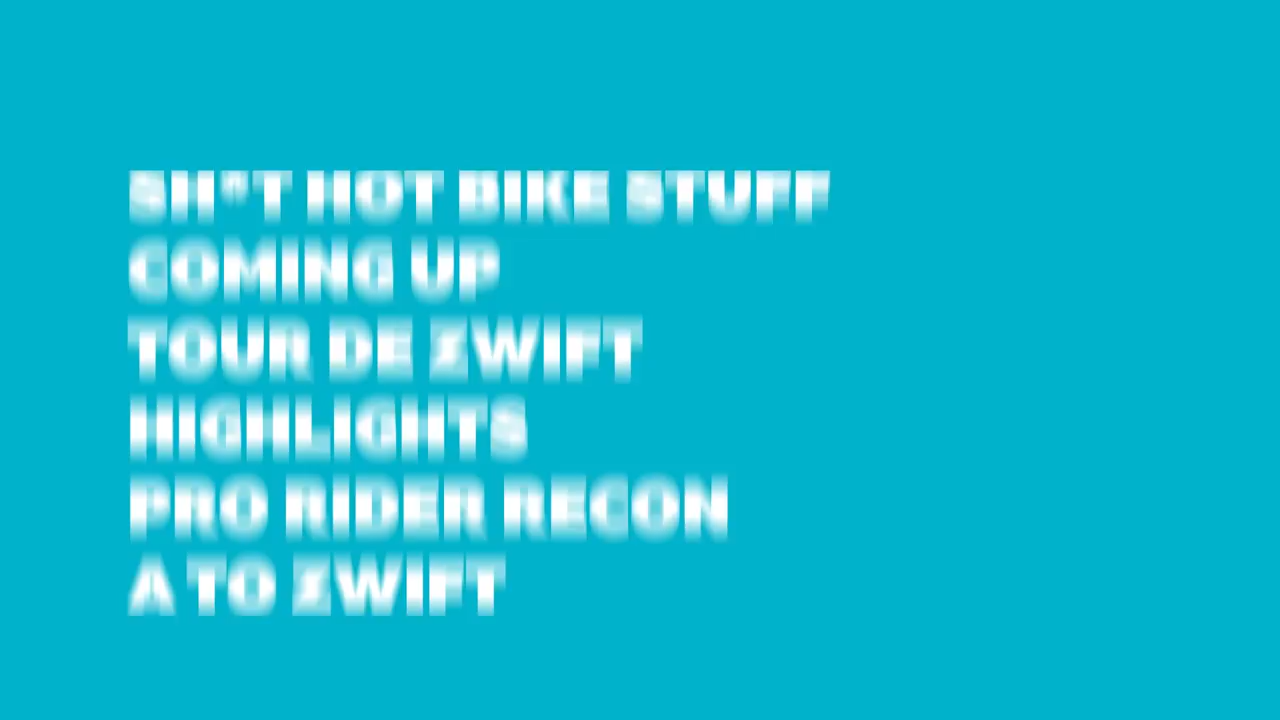 SH*T HOT BIKE STUFF
COMING UP
TOUR DE ZWIFT
HIGHLIGHTS
PRO RIDER RECON
A TO ZWIFT